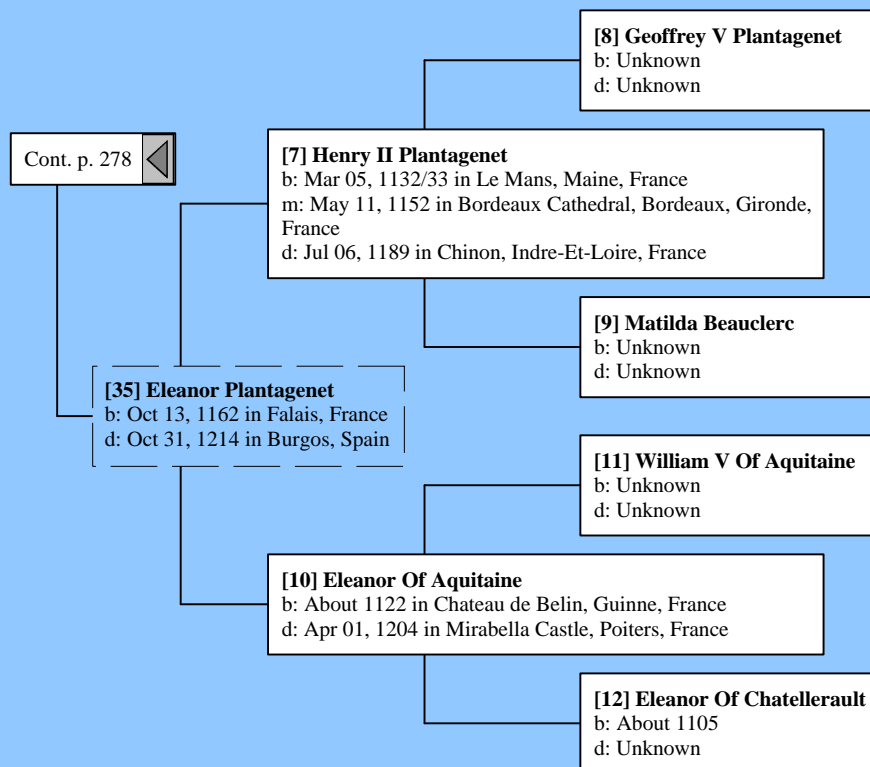 [8] Geoffrey V Plantagenet
b: Unknown
d: Unknown
Cont. p. 278
[7] Henry II Plantagenet
b: Mar 05, 1132/33 in Le Mans, Maine, France
m: May 11, 1152 in Bordeaux Cathedral, Bordeaux, Gironde,
France
d: Jul 06, 1189 in Chinon, Indre-Et-Loire, France
[9] Matilda Beauclerc
b: Unknown
d: Unknown
[35] Eleanor Plantagenet
b: Oct 13, 1162 in Falais, France
d: Oct 31, 1214 in Burgos, Spain
[11] William V Of Aquitaine
b: Unknown
d: Unknown
[10] Eleanor Of Aquitaine
b: About 1122 in Chateau de Belin, Guinne, France
d: Apr 01, 1204 in Mirabella Castle, Poiters, France
[12] Eleanor Of Chatellerault
b: About 1105
d: Unknown